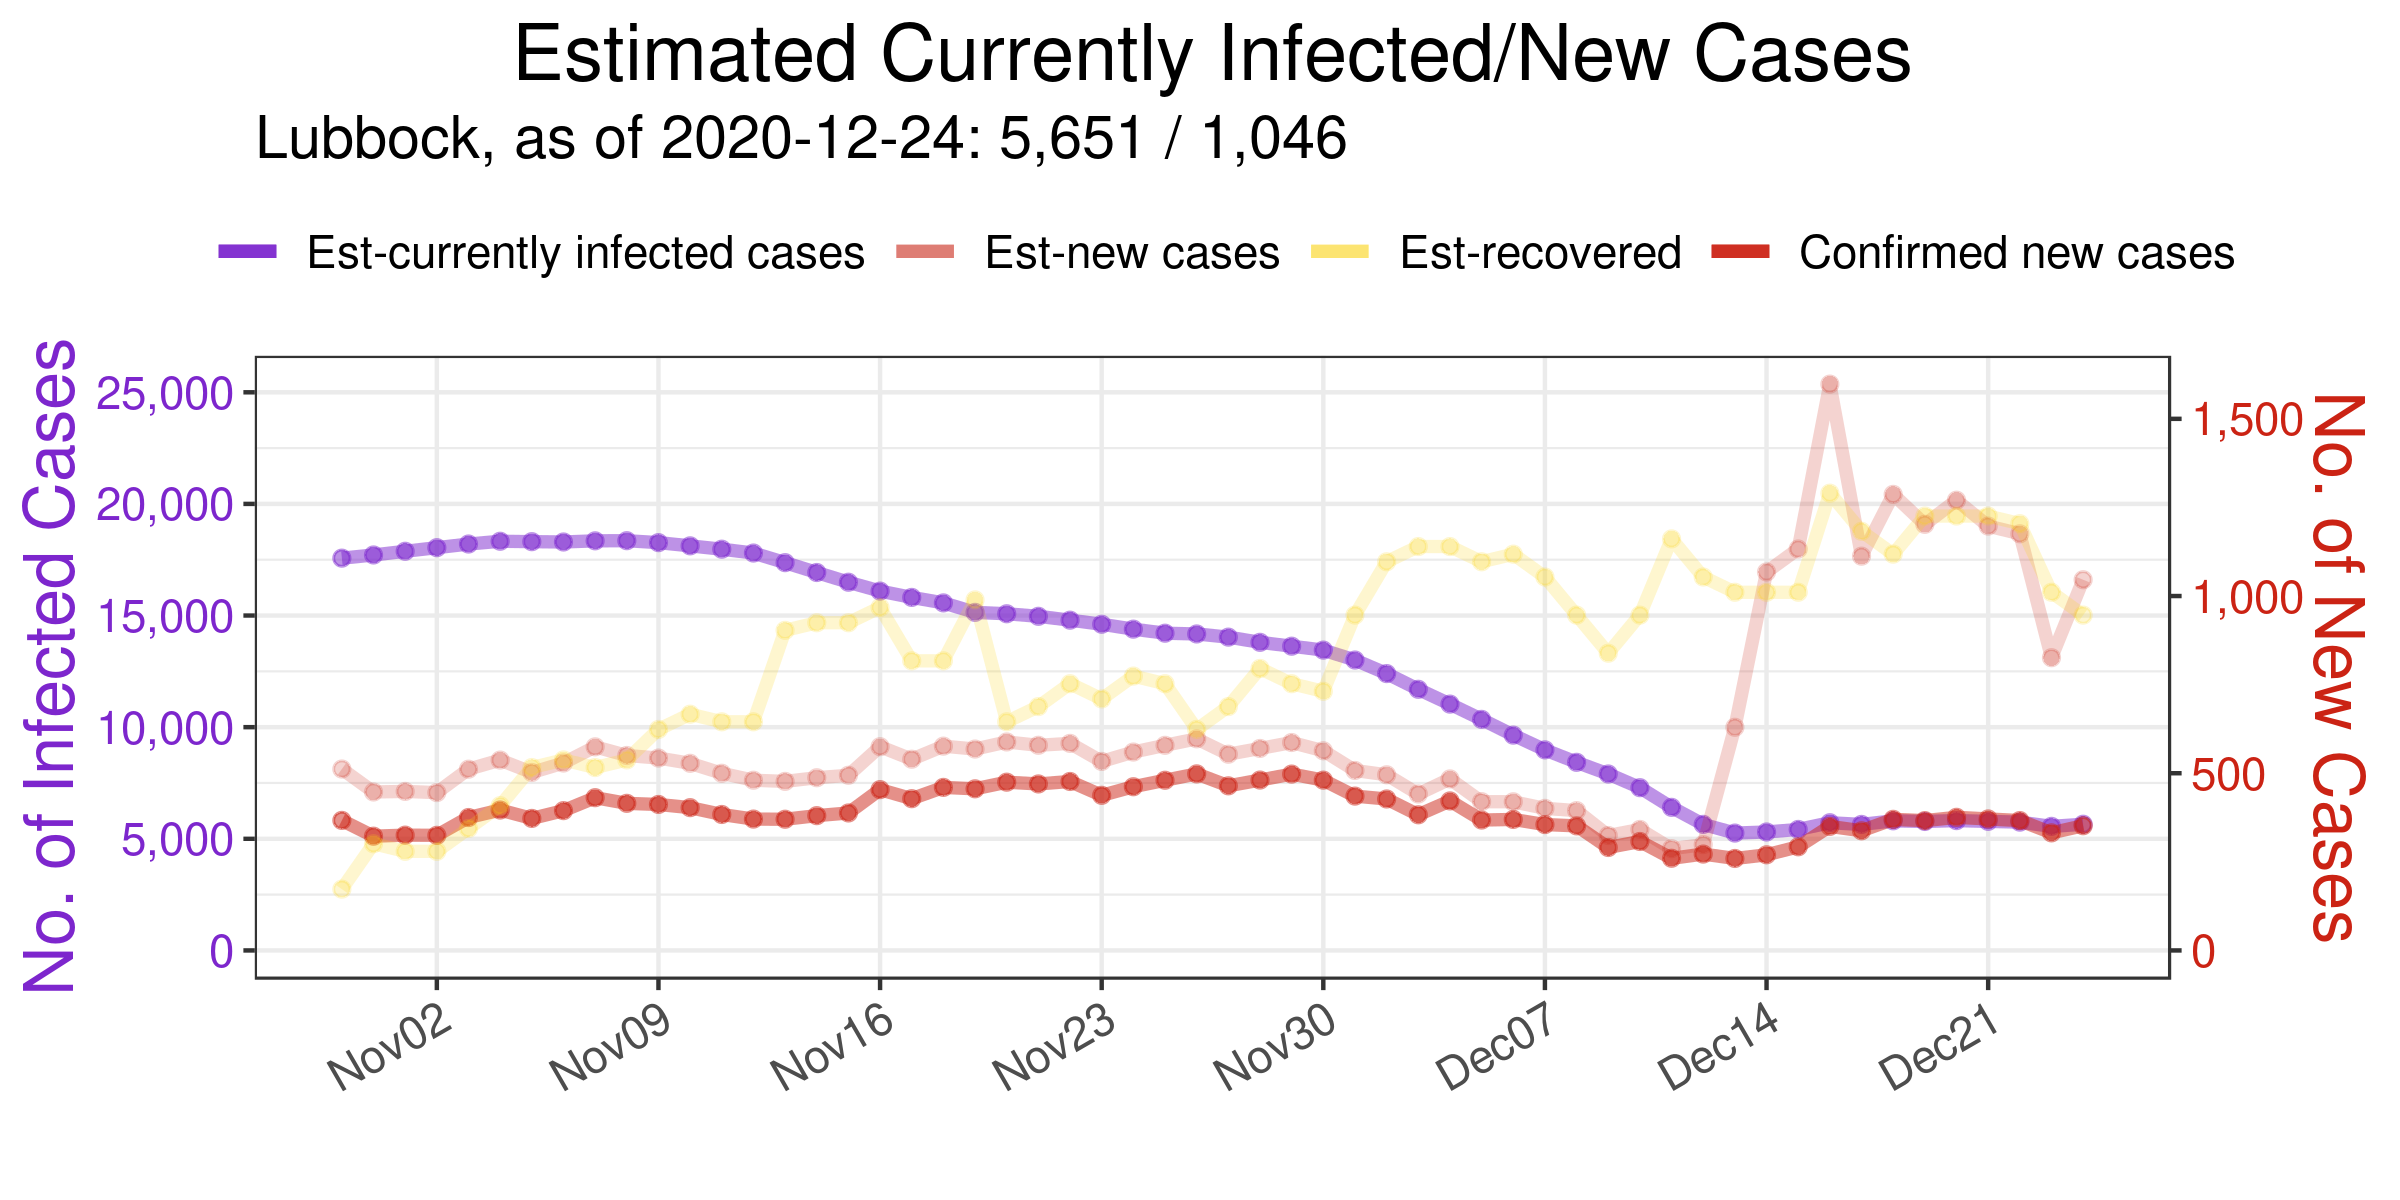 Estimated Currently Infected/New Cases
Lubbock, as of 2020-12-24: 5,651 / 1,046
Est-currently infected cases Est-new cases Est-recovered Confirmed new cases
No. of Infected Cases
25,000
20,000
15,000
10,000
5,000
0
1,500
1,000
500
0
No. of New Cases
Nov02 Nov09 Nov16 Nov23 Nov30 Dec07 Dec14 Dec21